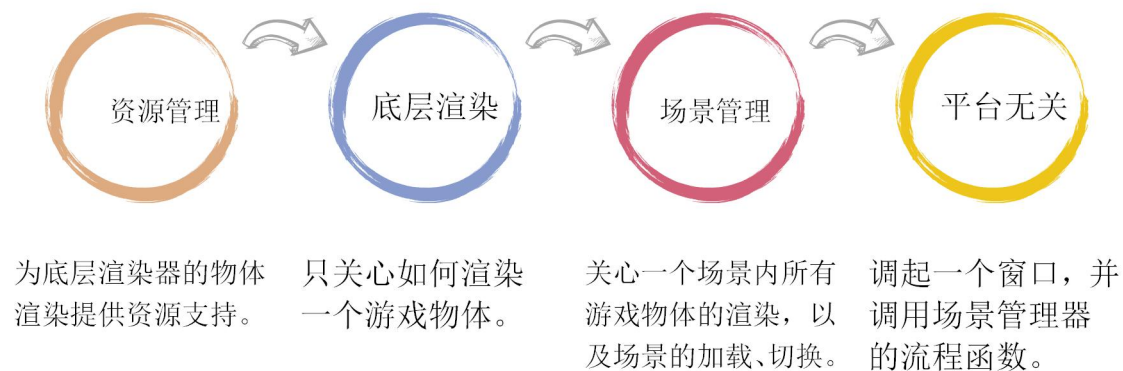 资源管理
底层渲染
场景管理
平台无关
为底层渲染器的物体
渲染提供资源支持。
只关心如何渲染
一个游戏物体。
关心一个场景内所有
游戏物体的渲染，以
及场景的加载、切换。
调起一个窗口，并
调用场景管理器
的流程函数。